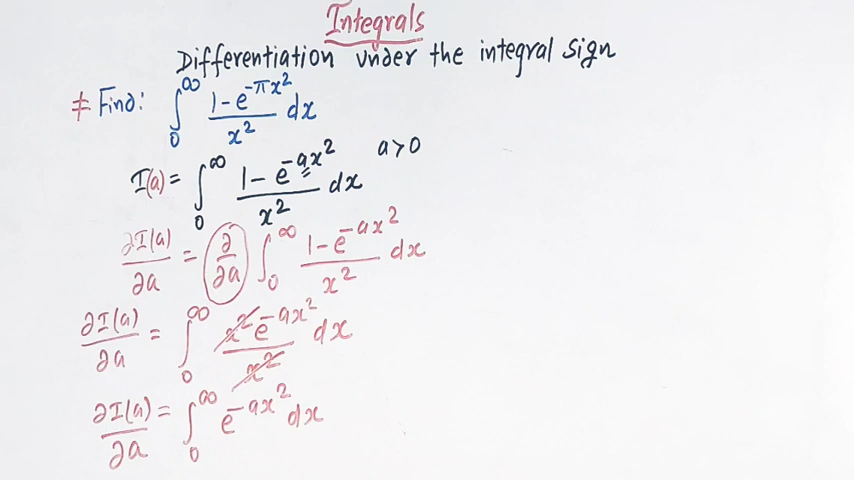 Integrals
Differentiation under the integral sign
≠ Find: ∫₀^∞ (1-e^{-πx²})/x² dx
I(a) = ∫₀^∞ (1-e^{-ax²})/x² dx a>0
∂I(a)/∂a = ∂/∂a ∫₀^∞ (1-e^{-ax²})/x² dx
∂I(a)/∂a = ∫₀^∞ (x²e^{-ax²})/x² dx
∂I(a)/∂a = ∫₀^∞ e^{-ax²} dx